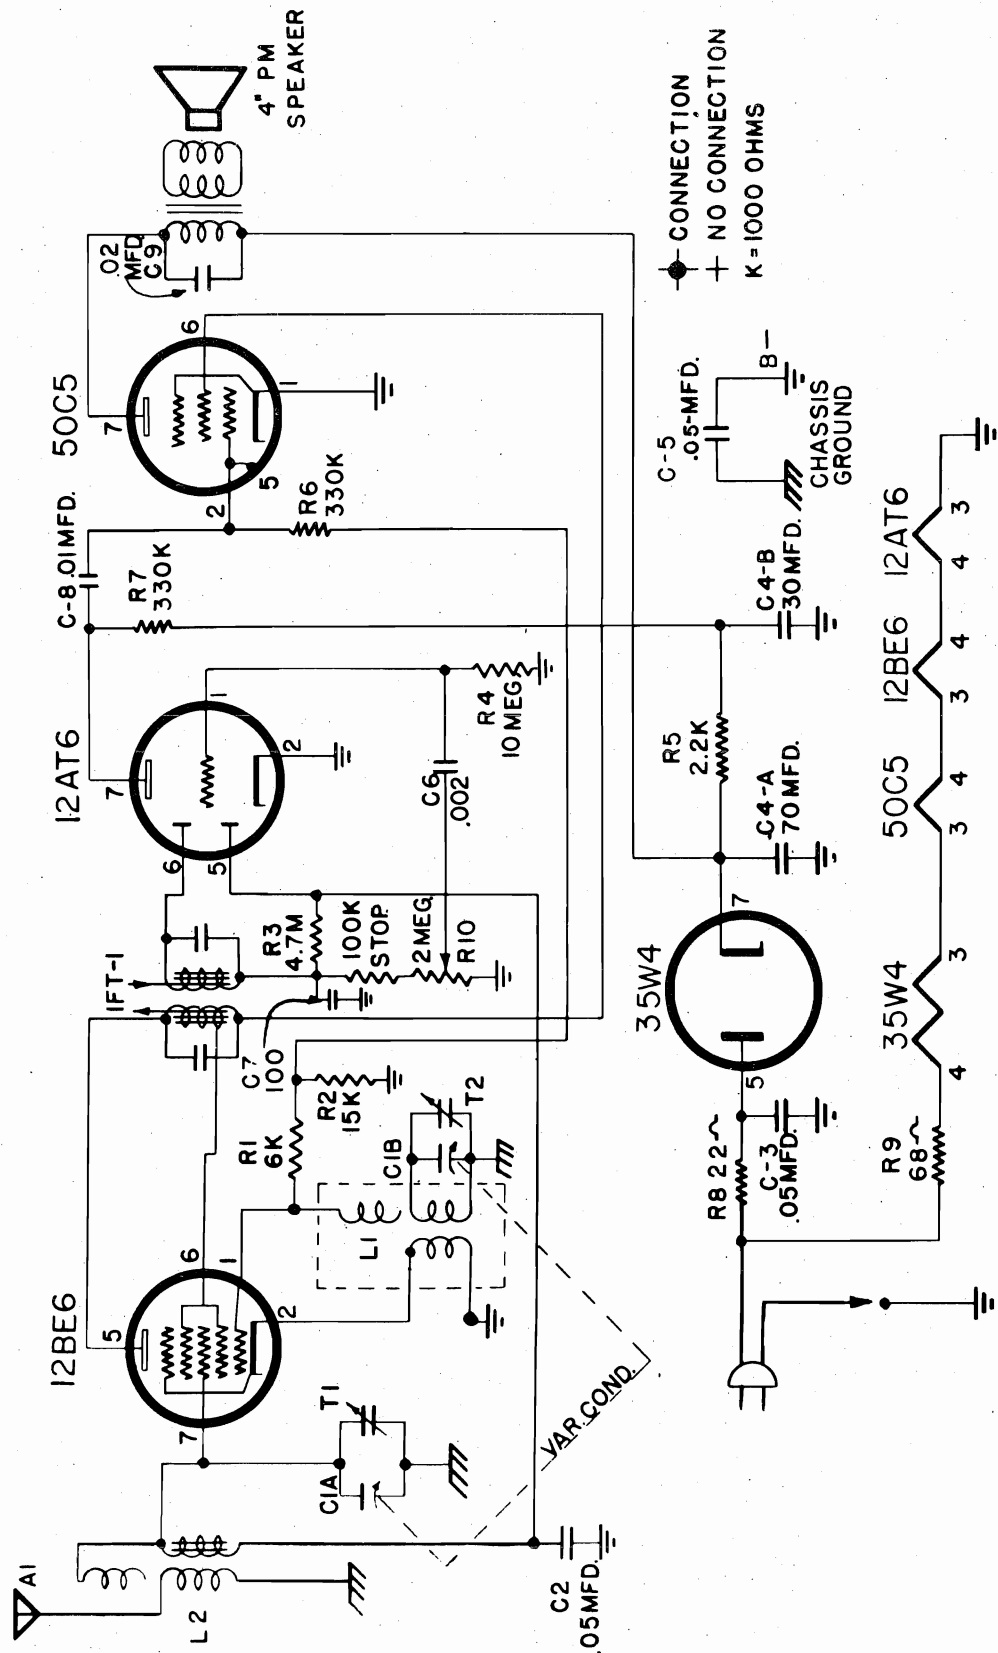 A1
L2
12BE6
5
6
1
2
7
C1A
T1
VAR. COND.
C2
.05MFD.
L1
R1
6K
R2
15K
C1B
T2
IFT-1
C7
100
R3
4.7M
100K
STOP.
2MEG.
R10
12AT6
7
6
5
1
2
C6
.002
R4
10MEG.
C-8 .01MFD.
R7
330K
50C5
7
6
1
2
5
R6
330K
.02
MFD.
C9
4" PM
SPEAKER
35W4
5
7
R8 22~
C-3
.05MFD.
C4-A
70MFD.
R5
2.2K
C4-B
30MFD.
C-5
.05-MFD.
B-
CHASSIS
GROUND
CONNECTION
NO CONNECTION
K=1000 OHMS
R9
68~
35W4
4
3
50C5
3
4
12BE6
3
4
12AT6
4
3